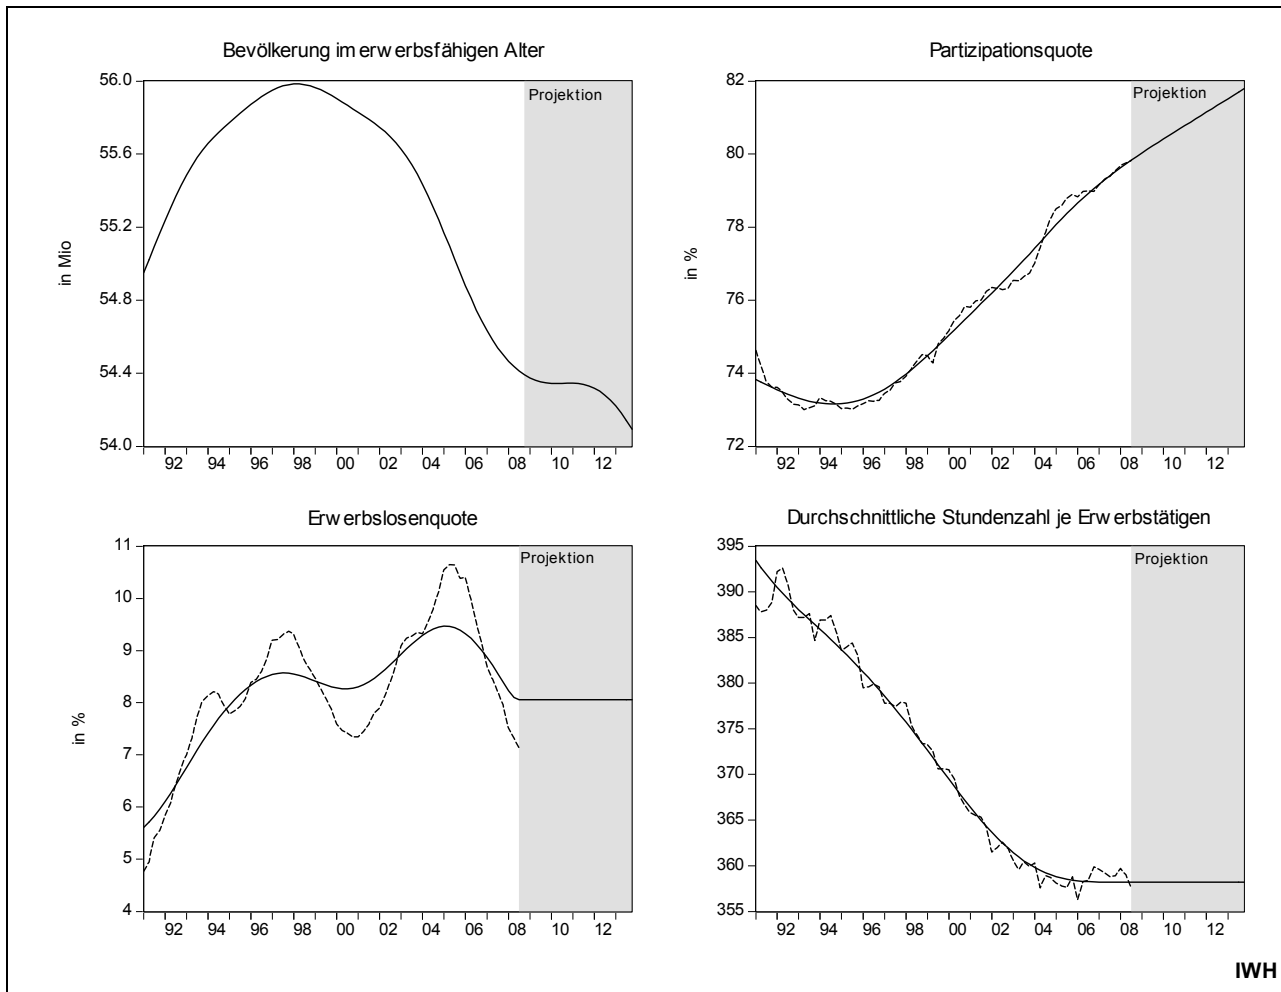 Bevölkerung im erwerbsfähigen Alter
in Mio
56.0
55.6
55.2
54.8
54.4
54.0
Projektion
92 94 96 98 00 02 04 06 08 10 12
Partizipationsquote
in %
82
80
78
76
74
72
Projektion
92 94 96 98 00 02 04 06 08 10 12
Erwerbslosenquote
in %
11
10
9
8
7
6
5
4
Projektion
92 94 96 98 00 02 04 06 08 10 12
Durchschnittliche Stundenzahl je Erwerbstätigen
395
390
385
380
375
370
365
360
355
Projektion
92 94 96 98 00 02 04 06 08 10 12
IWH